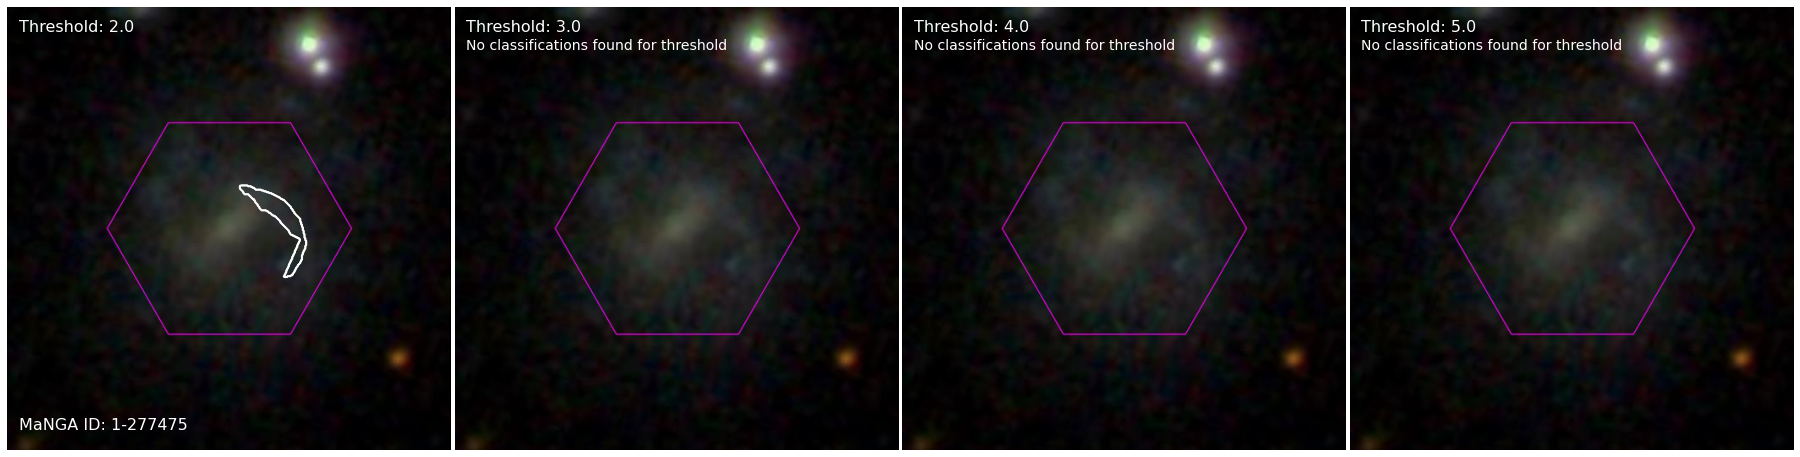 Threshold: 2.0
Threshold: 3.0
No classifications found for threshold
Threshold: 4.0
No classifications found for threshold
Threshold: 5.0
No classifications found for threshold
MaNGA ID: 1-277475